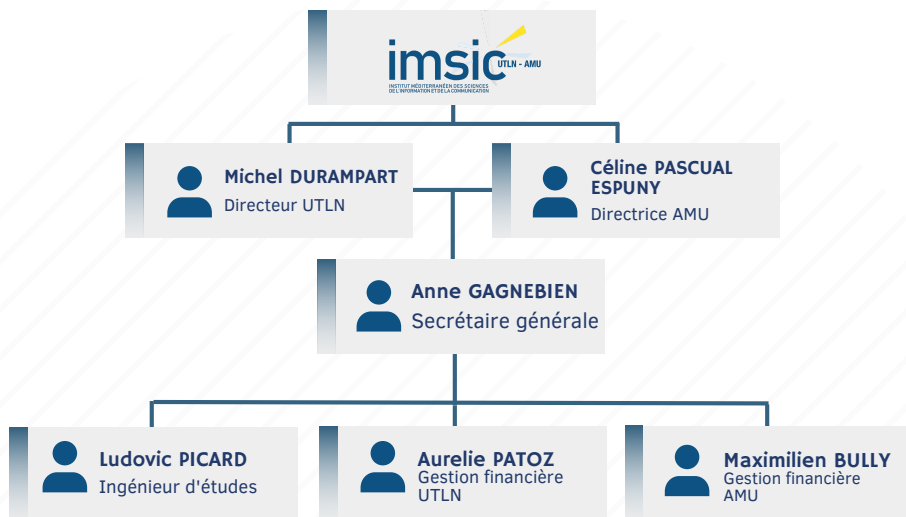 imsic
UTLN - AMU
INSTITUT MÉDITERRANÉEN DES SCIENCES
DE L'INFORMATION ET DE LA COMMUNICATION
Michel DURAMPART
Directeur UTLN
Céline PASCUAL
ESPUNY
Directrice AMU
Anne GAGNEBIEN
Secrétaire générale
Ludovic PICARD
Ingénieur d'études
Aurelie PATOZ
Gestion financière
UTLN
Maximilien BULLY
Gestion financière
AMU